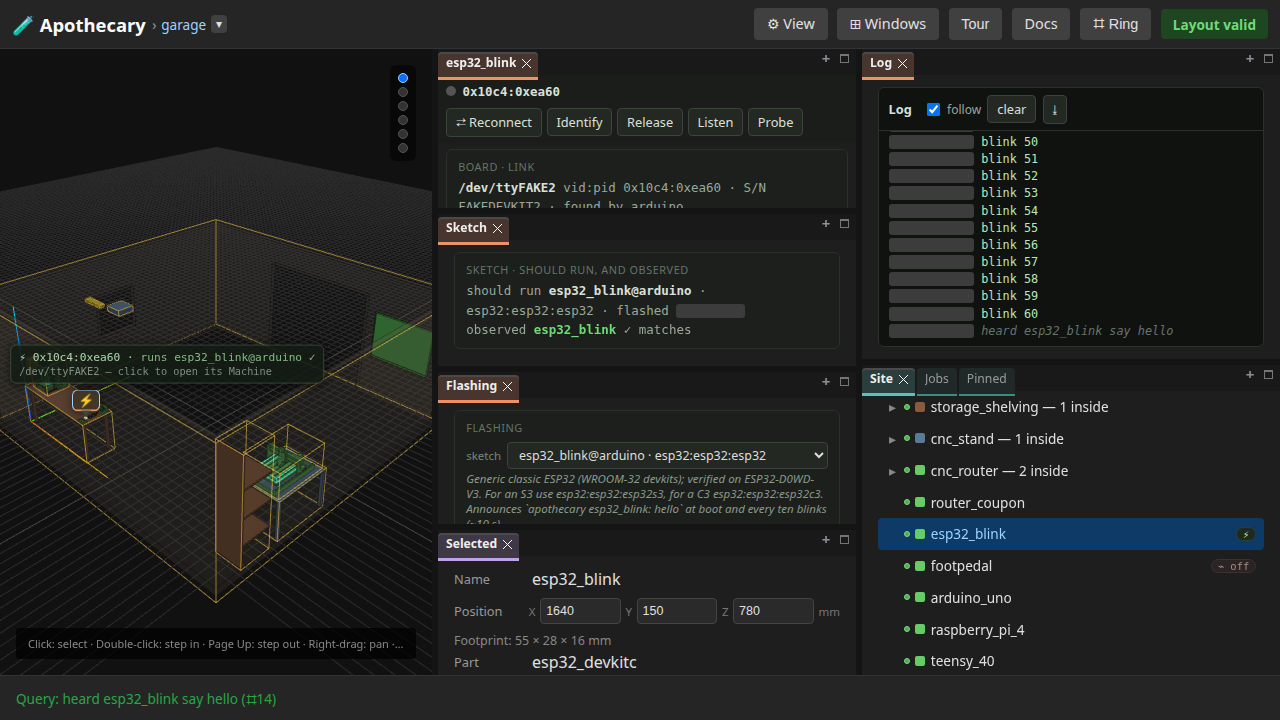 🧪 Apothecary › garage ▾
⚙ View
⊞ Windows
Tour
Docs
⌗ Ring
Layout valid
⚡ 0x10c4:0xea60 · runs esp32_blink@arduino ✓
/dev/ttyFAKE2 — click to open its Machine
⚡
Click: select · Double-click: step in · Page Up: step out · Right-drag: pan ·…
esp32_blink
0x10c4:0xea60
⇄ Reconnect
Identify
Release
Listen
Probe
BOARD · LINK
/dev/ttyFAKE2 vid:pid 0x10c4:0xea60 · S/N
FAKEDEVKIT2 · found by arduino
Sketch
SKETCH · SHOULD RUN, AND OBSERVED
should run esp32_blink@arduino ·
esp32:esp32:esp32 · flashed
observed esp32_blink ✓ matches
Flashing
FLASHING
sketch esp32_blink@arduino · esp32:esp32:esp32
Generic classic ESP32 (WROOM-32 devkits); verified on ESP32-D0WD-
V3. For an S3 use esp32:esp32:esp32s3, for a C3 esp32:esp32:esp32c3.
Announces `apothecary esp32_blink: hello` at boot and every ten blinks
(~10 s).
Selected
Name esp32_blink
Position X 1640 Y 150 Z 780 mm
Footprint: 55 × 28 × 16 mm
Part esp32_devkitc
Log
Log follow clear ⤓
blink 50
blink 51
blink 52
blink 53
blink 54
blink 55
blink 56
blink 57
blink 58
blink 59
blink 60
heard esp32_blink say hello
Site
Jobs
Pinned
▶ storage_shelving — 1 inside
▶ cnc_stand — 1 inside
▶ cnc_router — 2 inside
router_coupon
esp32_blink ⚡
footpedal ⌁ off
arduino_uno
raspberry_pi_4
teensy_40
Query: heard esp32_blink say hello (⌗14)